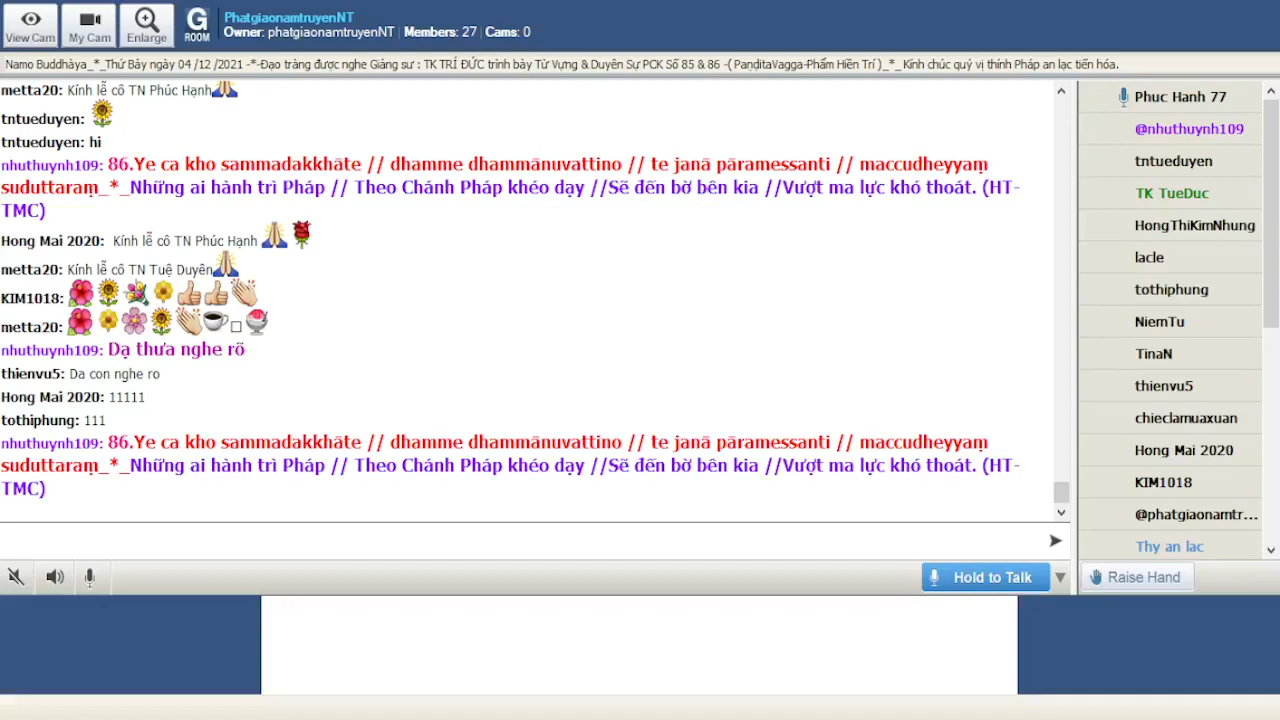 View Cam
My Cam
Enlarge
G
ROOM
PhatgiaonamtruyenNT
Owner: phatgiaonamtruyenNT | Members: 27 | Cams: 0
Namo Buddhàya_*_Thứ Bảy ngày 04 /12 /2021 -*-Đạo tràng được nghe Giảng sư : TK TRÍ ĐỨC trình bày Từ Vựng & Duyên Sự PCK Số 85 & 86 -( PaṇḍitaVagga-Phẩm Hiền Trí )_*_ Kính chúc quý vị thính Pháp an lạc tiến hóa.
metta20: Kính lễ cô TN Phúc Hạnh
tntueduyen:
tntueduyen: hi
nhuthuynh109: 86.Ye ca kho sammadakkhāte // dhamme dhammānuvattino // te janā pāramessanti // maccudheyyaṃ
suduttaraṃ_*_Những ai hành trì Pháp // Theo Chánh Pháp khéo dạy //Sẽ đến bờ bên kia //Vượt ma lực khó thoát. (HT-
TMC)
Hong Mai 2020: Kính lễ cô TN Phúc Hạnh
metta20: Kính lễ cô TN Tuệ Duyên
KIM1018:
metta20:
nhuthuynh109: Dạ thưa nghe rõ
thienvu5: Da con nghe ro
Hong Mai 2020: 11111
tothiphung: 111
nhuthuynh109: 86.Ye ca kho sammadakkhāte // dhamme dhammānuvattino // te janā pāramessanti // maccudheyyaṃ
suduttaraṃ_*_Những ai hành trì Pháp // Theo Chánh Pháp khéo dạy //Sẽ đến bờ bên kia //Vượt ma lực khó thoát. (HT-
TMC)
Phuc Hanh 77
@nhuthuynh109
tntueduyen
TK TueDuc
HongThiKimNhung
lacle
tothiphung
NiemTu
TinaN
thienvu5
chieclamuaxuan
Hong Mai 2020
KIM1018
@phatgiaonamtr...
Thy an lac
Hold to Talk
Raise Hand